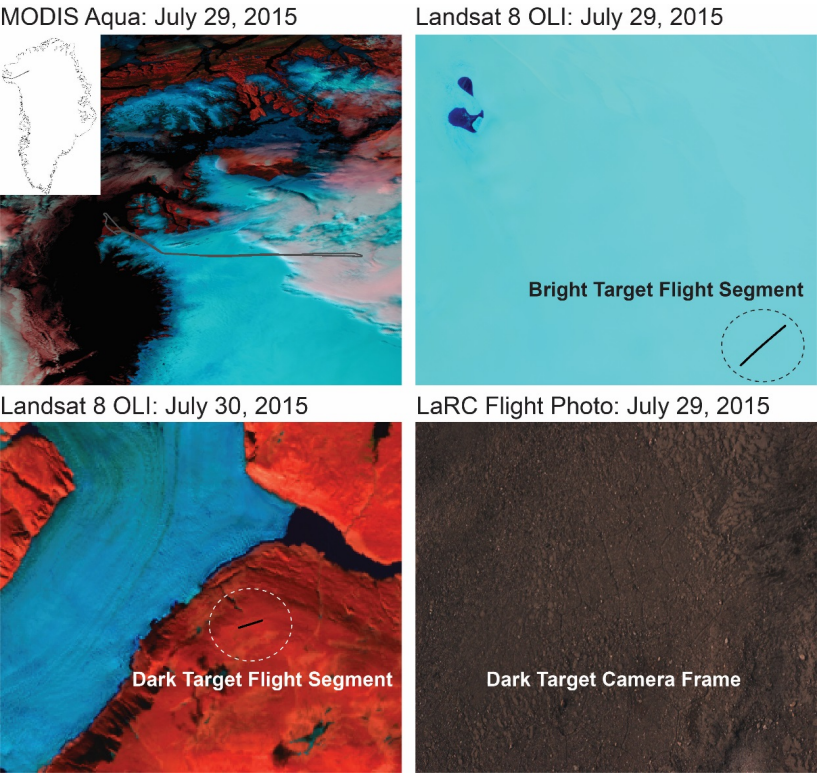 MODIS Aqua: July 29, 2015
Landsat 8 OLI: July 29, 2015
Bright Target Flight Segment
Landsat 8 OLI: July 30, 2015
LaRC Flight Photo: July 29, 2015
Dark Target Flight Segment
Dark Target Camera Frame